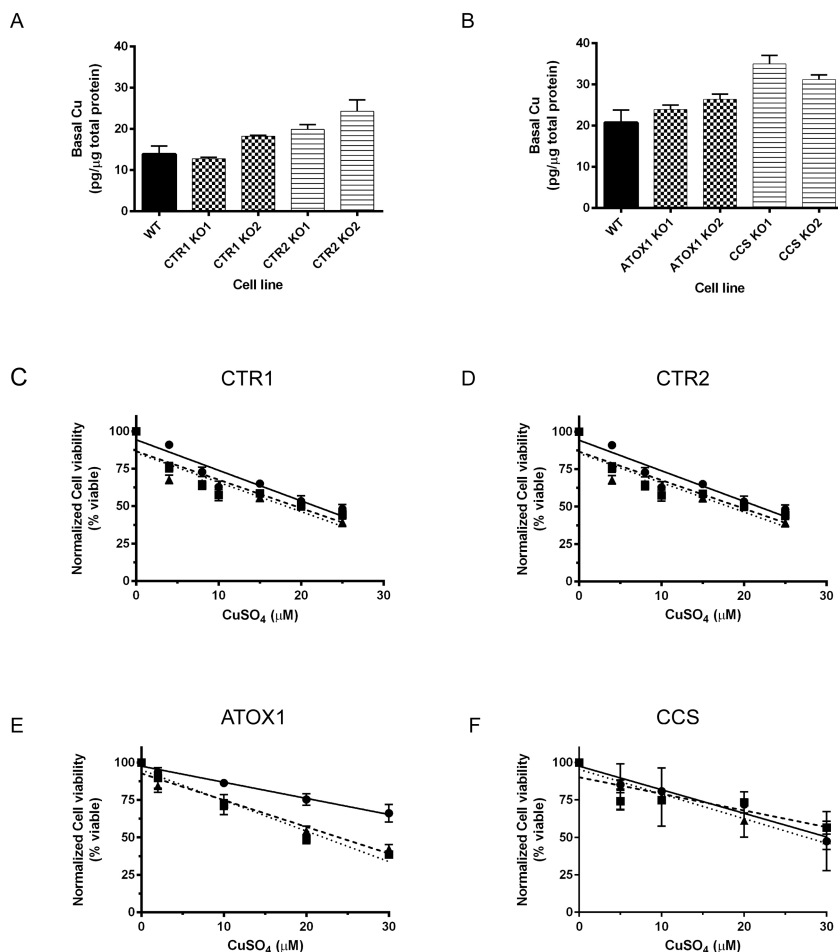 A
B
40
30
20
10
0
Basal Cu
(pg/μg total protein)
WT
CTR1 KO1
CTR1 KO2
CTR2 KO1
CTR2 KO2
Cell line
40
30
20
10
0
Basal Cu
(pg/μg total protein)
WT
ATOX1 KO1
ATOX1 KO2
CCS KO1
CCS KO2
Cell line
C
CTR1
100
75
50
25
0
Normalized Cell viability
(% viable)
0
10
20
30
CuSO4 (μM)
D
CTR2
100
75
50
25
0
Normalized Cell viability
(% viable)
0
10
20
30
CuSO4 (μM)
E
ATOX1
100
75
50
25
0
Normalized Cell viability
(% viable)
0
10
20
30
CuSO4 (μM)
F
CCS
100
75
50
25
0
Normalized Cell viability
(% viable)
0
10
20
30
CuSO4 (μM)